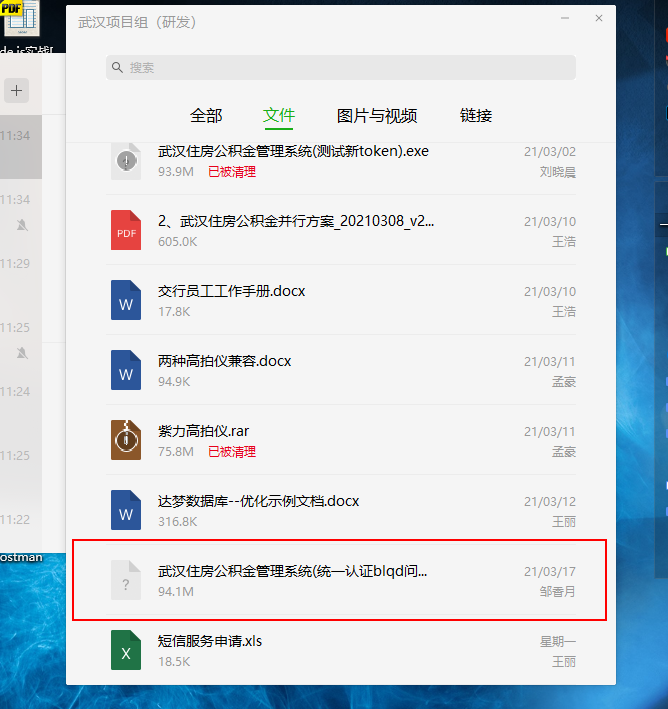 PDF
武汉项目组（研发）
搜索
全部 文件 图片与视频 链接
11:34
武汉住房公积金管理系统(测试新token).exe 21/03/02
93.9M 已被清理 刘晓晨
11:34
2、武汉住房公积金并行方案_20210308_v2... 21/03/10
PDF
605.0K 王浩
11:29
交行员工工作手册.docx 21/03/10
W
17.8K 王浩
11:25
两种高拍仪兼容.docx 21/03/11
W
94.9K 孟豪
11:24
紫力高拍仪.rar 21/03/11
75.8M 已被清理 孟豪
11:25
达梦数据库--优化示例文档.docx 21/03/12
W
316.8K 王丽
11:22
ostman
武汉住房公积金管理系统(统一认证blqd问... 21/03/17
?
94.1M 邹香月
短信服务申请.xls 星期一
X
18.5K 王丽